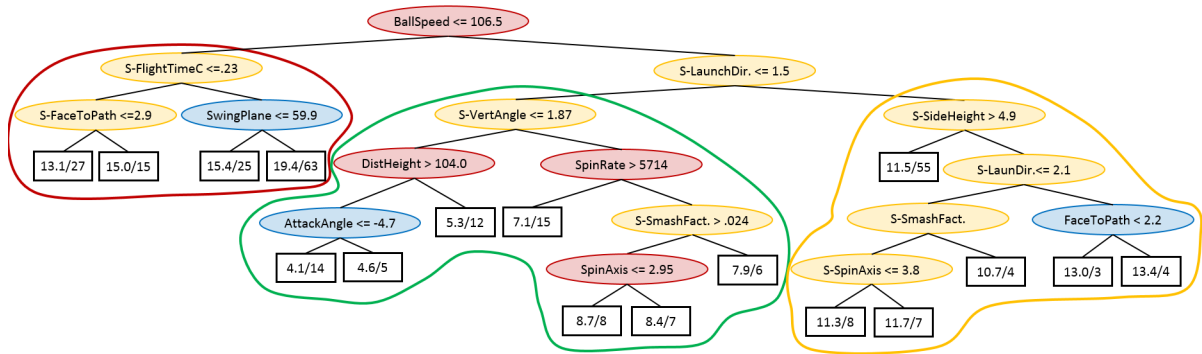 BallSpeed <= 106.5
S-FlightTimeC <=.23
S-LaunchDir. <= 1.5
S-FaceToPath <=2.9
SwingPlane <= 59.9
S-VertAngle <= 1.87
S-SideHeight > 4.9
13.1/27
15.0/15
15.4/25
19.4/63
DistHeight > 104.0
SpinRate > 5714
11.5/55
S-LaunDir.<= 2.1
AttackAngle <= -4.7
5.3/12
7.1/15
S-SmashFact. > .024
S-SmashFact.
FaceToPath < 2.2
4.1/14
4.6/5
SpinAxis <= 2.95
7.9/6
S-SpinAxis <= 3.8
10.7/4
13.0/3
13.4/4
8.7/8
8.4/7
11.3/8
11.7/7